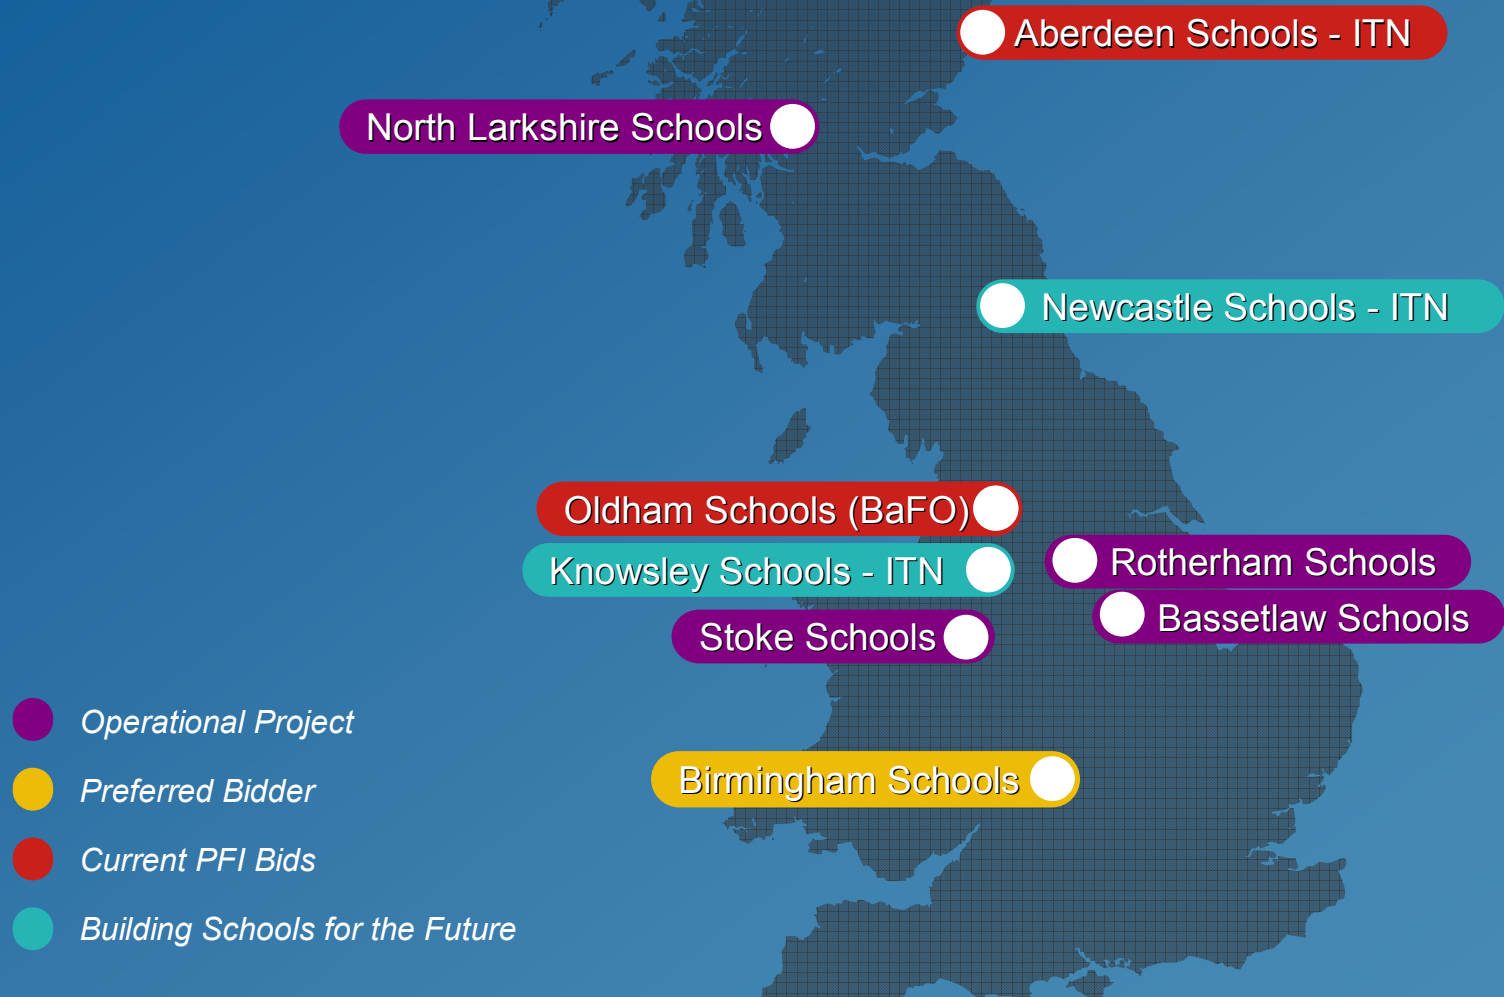 Aberdeen Schools - ITN
North Larkshire Schools
Newcastle Schools - ITN
Oldham Schools (BaFO)
Knowsley Schools - ITN
Rotherham Schools
Bassetlaw Schools
Stoke Schools
Operational Project
Preferred Bidder
Birmingham Schools
Current PFI Bids
Building Schools for the Future